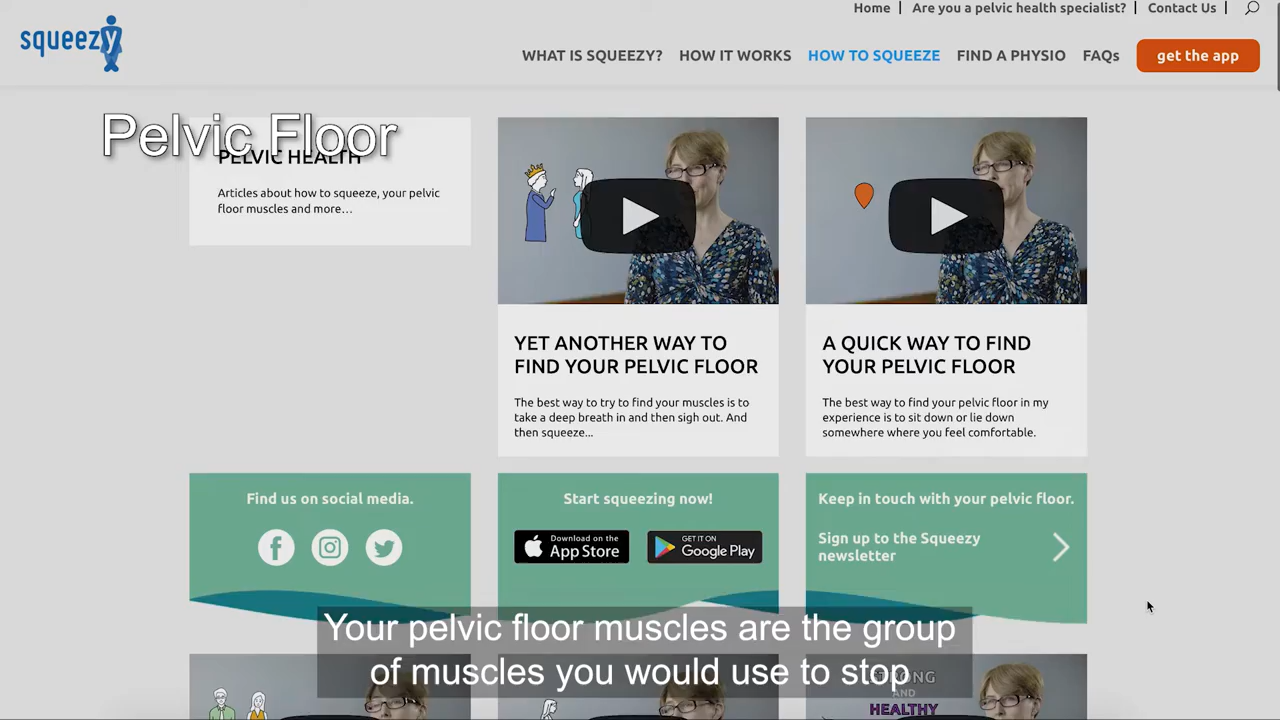 Home | Are you a pelvic health specialist? | Contact Us |
squeezy
WHAT IS SQUEEZY? HOW IT WORKS HOW TO SQUEEZE FIND A PHYSIO FAQs get the app
Pelvic Floor
PELVIC HEALTH
Articles about how to squeeze, your pelvic
floor muscles and more...
YET ANOTHER WAY TO
FIND YOUR PELVIC FLOOR
The best way to try to find your muscles is to
take a deep breath in and then sigh out. And
then squeeze...
A QUICK WAY TO FIND
YOUR PELVIC FLOOR
The best way to find your pelvic floor in my
experience is to sit down or lie down
somewhere where you feel comfortable.
Find us on social media.
Start squeezing now!
Download on the
App Store
GET IT ON
Google Play
Keep in touch with your pelvic floor.
Sign up to the Squeezy
newsletter
Your pelvic floor muscles are the group
of muscles you would use to stop
STRONG
AND
HEALTHY